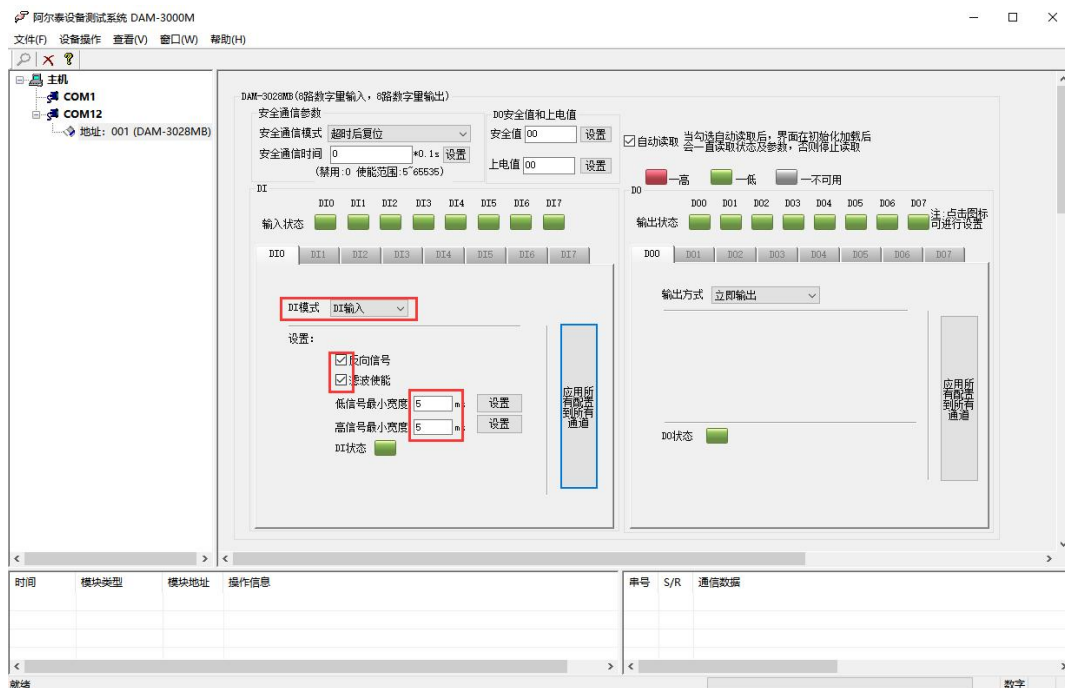 阿尔泰设备测试系统 DAM-3000M
文件(F) 设备操作 查看(V) 窗口(W) 帮助(H)
主机
COM1
COM12
地址：001 (DAM-3028MB)
DAM-3028MB(8路数字里输入，8路数字里输出)
安全通信参数
安全通信模式 超时后复位
安全通信时间 0 *0.1s 设置
(禁用:0 使能范围:5~65535)
DO安全值和上电值
安全值 00 设置
上电值 00 设置
自动读取 当勾选自动读取后，界面在初始化加载后
会一直读取状态及参数，否则停止读取
—高 —低 —不可用
DI
DI0 DI1 DI2 DI3 DI4 DI5 DI6 DI7
输入状态
DI0 DI1 DI2 DI3 DI4 DI5 DI6 DI7
DI模式 DI输入
设置：
反向信号
滤波使能
低信号最小宽度 5 ms 设置
高信号最小宽度 5 ms 设置
DI状态
应用所
有配置
到所有
通道
DO
DO0 DO1 DO2 DO3 DO4 DO5 DO6 DO7
输出状态
注:点击图标
可进行设置
DO0 DO1 DO2 DO3 DO4 DO5 DO6 DO7
输出方式 立即输出
DO状态
应用所
有配置
到所有
通道
时间 模块类型 模块地址 操作信息
串号 S/R 通信数据
就绪
数字